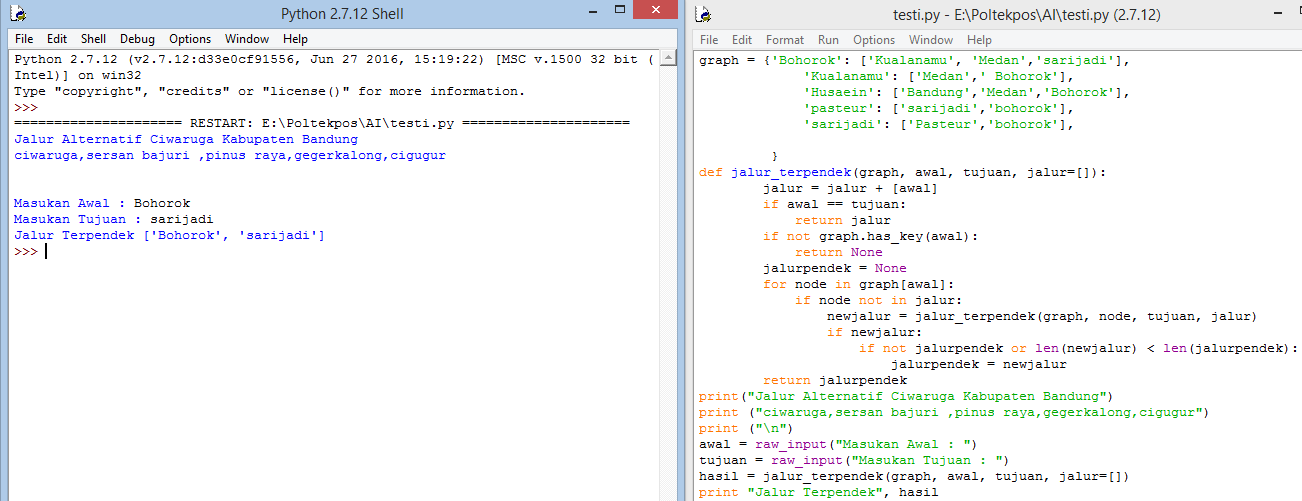 Python 2.7.12 Shell
File Edit Shell Debug Options Window Help
Python 2.7.12 (v2.7.12:d33e0cf91556, Jun 27 2016, 15:19:22) [MSC v.1500 32 bit (
Intel)] on win32
Type "copyright", "credits" or "license()" for more information.
>>>
===================== RESTART: E:\Poltekpos\AI\testi.py =====================
Jalur Alternatif Ciwaruga Kabupaten Bandung
ciwaruga,sersan bajuri ,pinus raya,gegerkalong,cigugur
Masukan Awal : Bohorok
Masukan Tujuan : sarijadi
Jalur Terpendek ['Bohorok', 'sarijadi']
>>>
testi.py - E:\Poltekpos\AI\testi.py (2.7.12)
File Edit Format Run Options Window Help
graph = {'Bohorok': ['Kualanamu', 'Medan','sarijadi'],
'Kualanamu': ['Medan',' Bohorok'],
'Husaein': ['Bandung','Medan','Bohorok'],
'pasteur': ['sarijadi','bohorok'],
'sarijadi': ['Pasteur','bohorok'],
}
def jalur_terpendek(graph, awal, tujuan, jalur=[]):
jalur = jalur + [awal]
if awal == tujuan:
return jalur
if not graph.has_key(awal):
return None
jalurpendek = None
for node in graph[awal]:
if node not in jalur:
newjalur = jalur_terpendek(graph, node, tujuan, jalur)
if newjalur:
if not jalurpendek or len(newjalur) < len(jalurpendek):
jalurpendek = newjalur
return jalurpendek
print("Jalur Alternatif Ciwaruga Kabupaten Bandung")
print ("ciwaruga,sersan bajuri ,pinus raya,gegerkalong,cigugur")
print ("\n")
awal = raw_input("Masukan Awal : ")
tujuan = raw_input("Masukan Tujuan : ")
hasil = jalur_terpendek(graph, awal, tujuan, jalur=[])
print "Jalur Terpendek", hasil